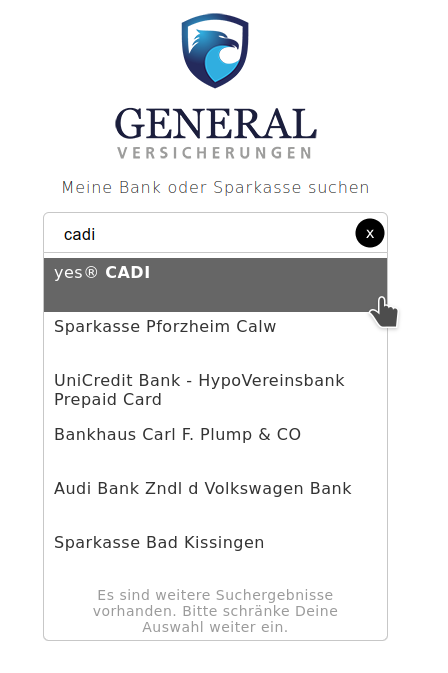 GENERAL
VERSICHERUNGEN
Meine Bank oder Sparkasse suchen
cadi
x
yes® CADI
Sparkasse Pforzheim Calw
UniCredit Bank - HypoVereinsbank
Prepaid Card
Bankhaus Carl F. Plump & CO
Audi Bank Zndl d Volkswagen Bank
Sparkasse Bad Kissingen
Es sind weitere Suchergebnisse
vorhanden. Bitte schränke Deine
Auswahl weiter ein.